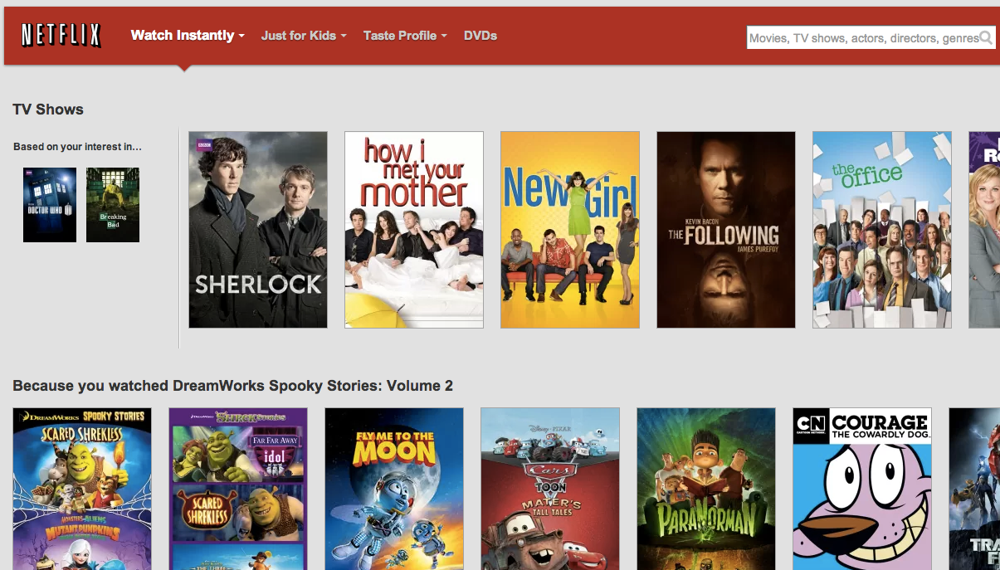 NETFLIX
Watch Instantly
Just for Kids
Taste Profile
DVDs
Movies, TV shows, actors, directors, genres
TV Shows
Based on your interest in...
DOCTOR WHO
Breaking
Bad
BBC
SHERLOCK
how i
met your
mother
New Girl
KEVIN BACON
THE FOLLOWING
JAMES PUREFOY
the
office
Because you watched DreamWorks Spooky Stories: Volume 2
DREAMWORKS SPOOKY STORIES
SCARED SHREKLESS
MONSTERS vs ALIENS
MUTANT PUMPKINS
SHREK STORIES
FAR FAR AWAY
idol
SCARED
SHREKLESS
FLY ME TO THE
MOON
Disney PIXAR
Cars
TOON
MATER'S
TALL TALES
PARANORMAN
CN
CARTOON NETWORK
COURAGE
THE COWARDLY DOG